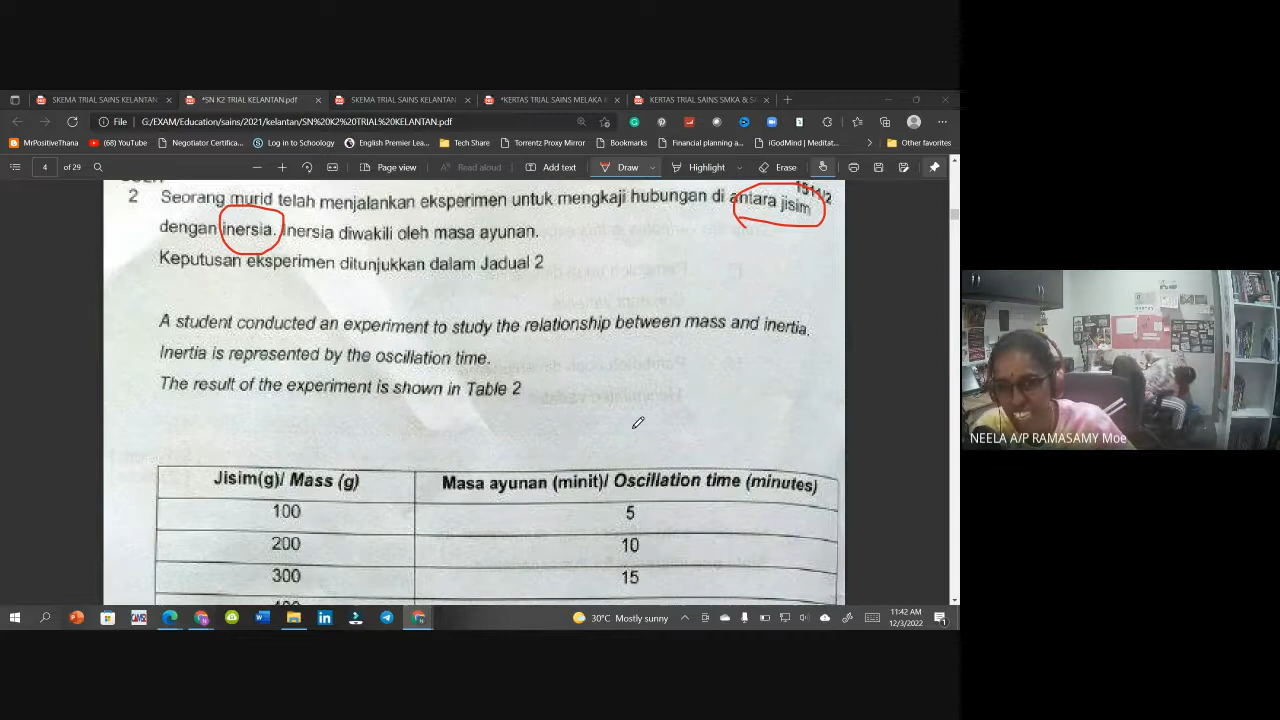 SKEMA TRIAL SAINS KELANTAN
*SN K2 TRIAL KELANTAN.pdf
SKEMA TRIAL SAINS KELANTAN
*KERTAS TRIAL SAINS MELAKA
KERTAS TRIAL SAINS SMKA & S
File
G:/EXAM/Education/sains/2021/kelantan/SN%20K2%20TRIAL%20KELANTAN.pdf
MrPositiveThana
(68) YouTube
Negotiator Certific...
Log in to Schoology
English Premier Lea...
Tech Share
Torrentz Proxy Mirror
Bookmarks
Financial planning a...
iGodMind | Meditat...
Other favorites
4 of 29
Page view
Read aloud
Add text
Draw
Highlight
Erase
1511/2
2 Seorang murid telah menjalankan eksperimen untuk mengkaji hubungan di antara jisim
dengan inersia. Inersia diwakili oleh masa ayunan.
Keputusan eksperimen ditunjukkan dalam Jadual 2
A student conducted an experiment to study the relationship between mass and inertia.
Inertia is represented by the oscillation time.
The result of the experiment is shown in Table 2
Jisim(g)/ Mass (g) Masa ayunan (minit)/ Oscillation time (minutes)
100 5
200 10
300 15
NEELA A/P RAMASAMY Moe
30°C Mostly sunny
11:42 AM
12/3/2022